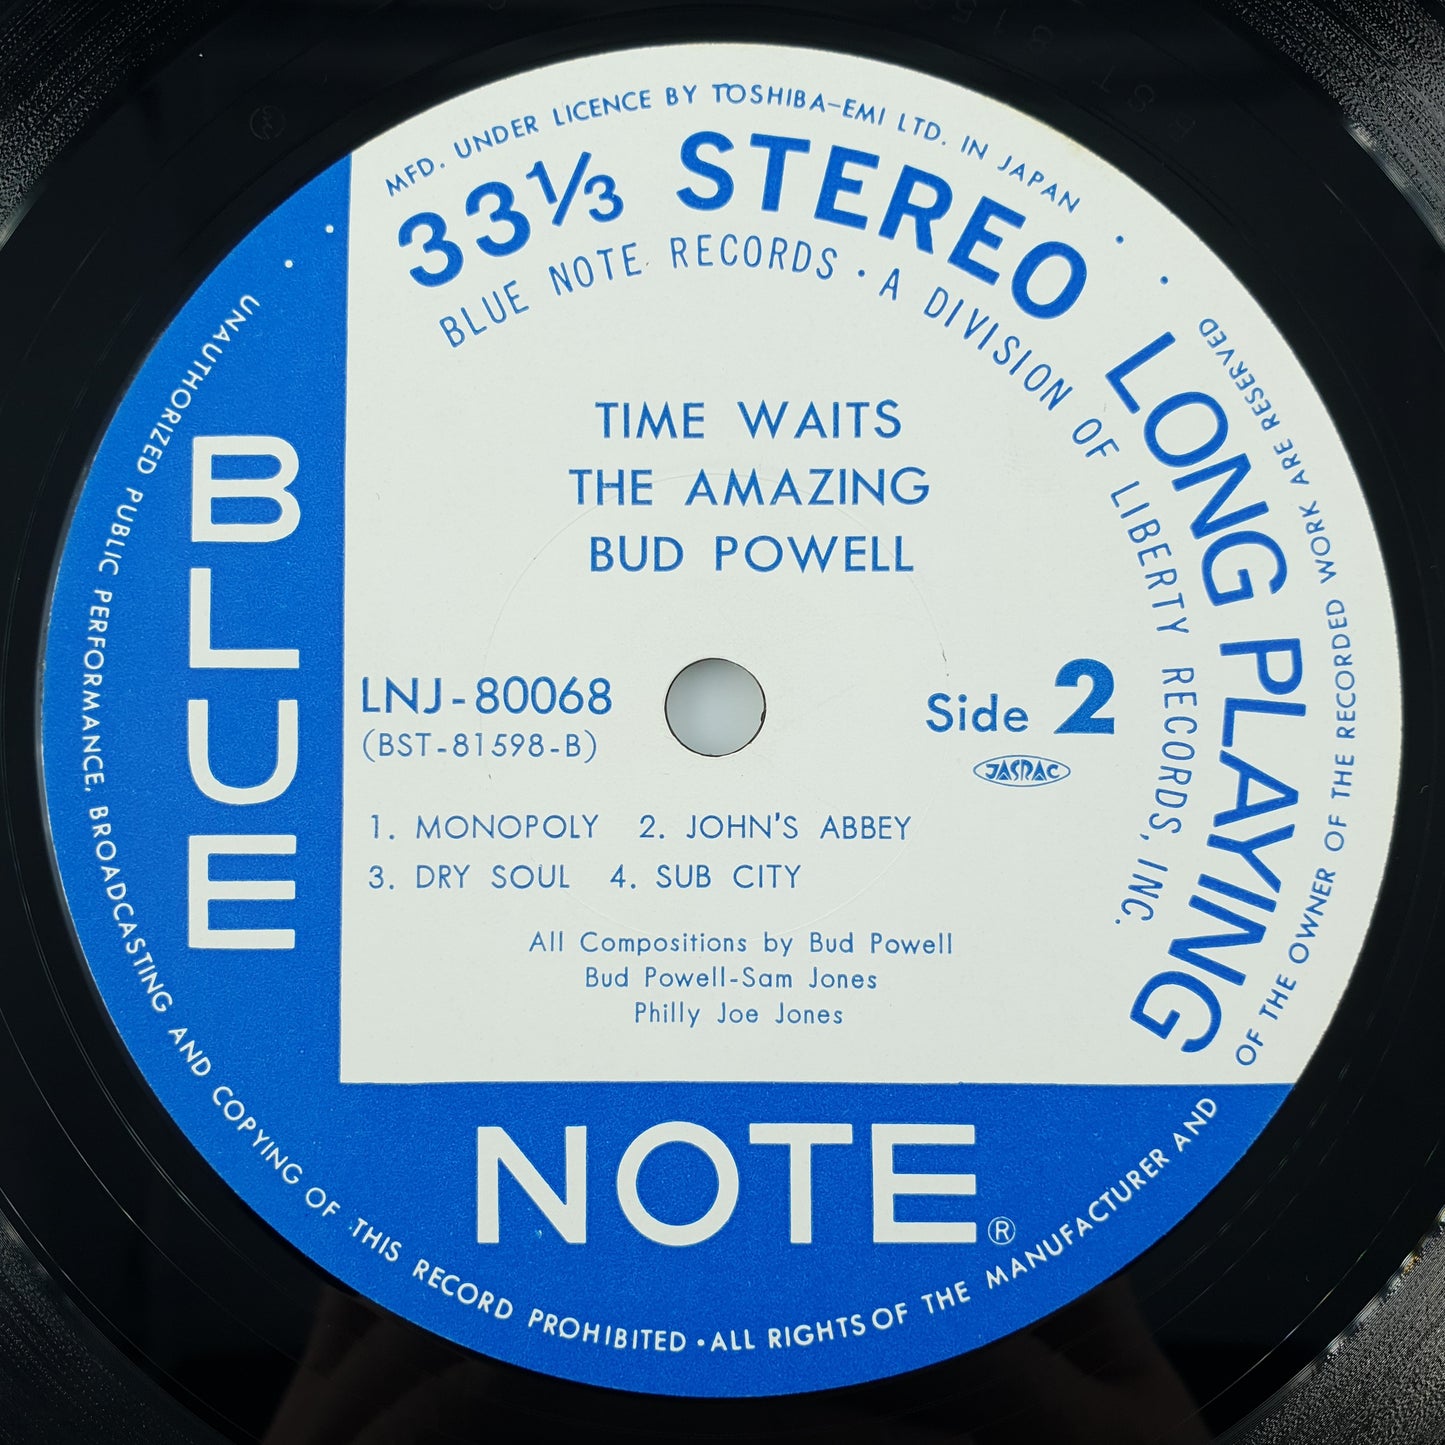 MFD. UNDER LICENCE BY TOSHIBA-EMI LTD. IN JAPAN
33⅓ STEREO LONG PLAYING
BLUE NOTE RECORDS · A DIVISION OF LIBERTY RECORDS, INC.
TIME WAITS
THE AMAZING
BUD POWELL
LNJ-80068
(BST-81598-B)
Side 2
JASRAC
1. MONOPOLY 2. JOHN'S ABBEY
3. DRY SOUL 4. SUB CITY
All Compositions by Bud Powell
Bud Powell-Sam Jones
Philly Joe Jones
BLUE
NOTE®
UNAUTHORIZED PUBLIC PERFORMANCE, BROADCASTING AND COPYING OF THIS RECORD PROHIBITED · ALL RIGHTS OF THE MANUFACTURER AND OF THE OWNER OF THE RECORDED WORK ARE RESERVED